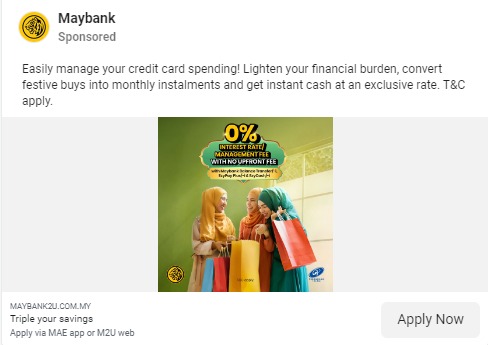 Maybank
Sponsored
Easily manage your credit card spending! Lighten your financial burden, convert
festive buys into monthly instalments and get instant cash at an exclusive rate. T&C
apply.
0%
INTEREST RATE/
MANAGEMENT FEE
WITH NO UPFRONT FEE
with Maybank Balance Transfer,
EzyPay Plus/-i & EzyCash/-i
MAYBANK2U.COM.MY
Triple your savings
Apply via MAE app or M2U web
Apply Now